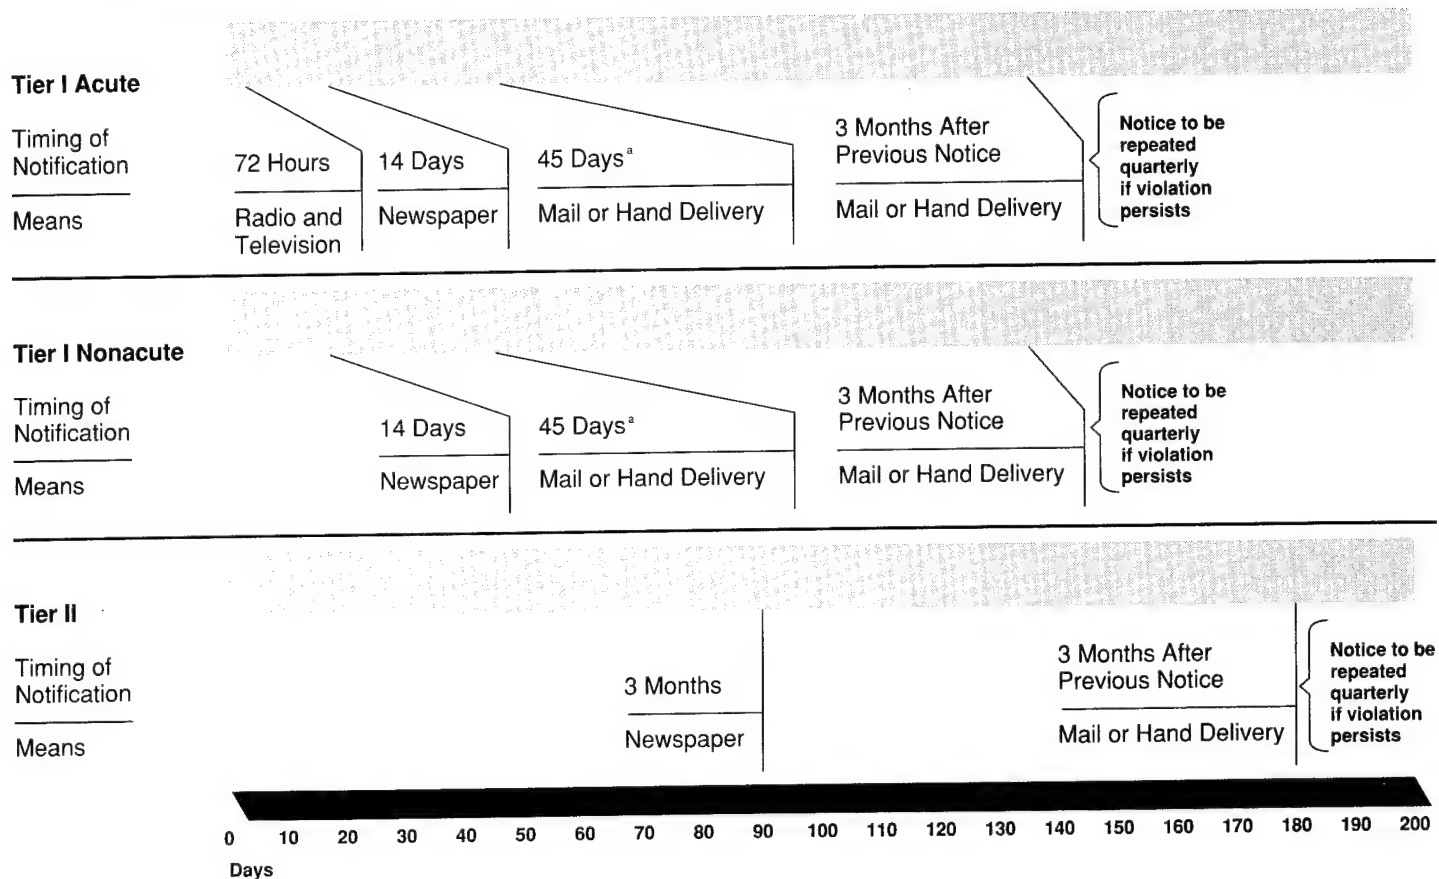 Tier I Acute
Timing of
Notification
Means
72 Hours
Radio and
Television
14 Days
Newspaper
45 Daysᵃ
Mail or Hand Delivery
3 Months After
Previous Notice
Mail or Hand Delivery
Notice to be
repeated
quarterly
if violation
persists
Tier I Nonacute
Timing of
Notification
Means
14 Days
Newspaper
45 Daysᵃ
Mail or Hand Delivery
3 Months After
Previous Notice
Mail or Hand Delivery
Notice to be
repeated
quarterly
if violation
persists
Tier II
Timing of
Notification
Means
3 Months
Newspaper
3 Months After
Previous Notice
Mail or Hand Delivery
Notice to be
repeated
quarterly
if violation
persists
0 10 20 30 40 50 60 70 80 90 100 110 120 130 140 150 160 170 180 190 200
Days